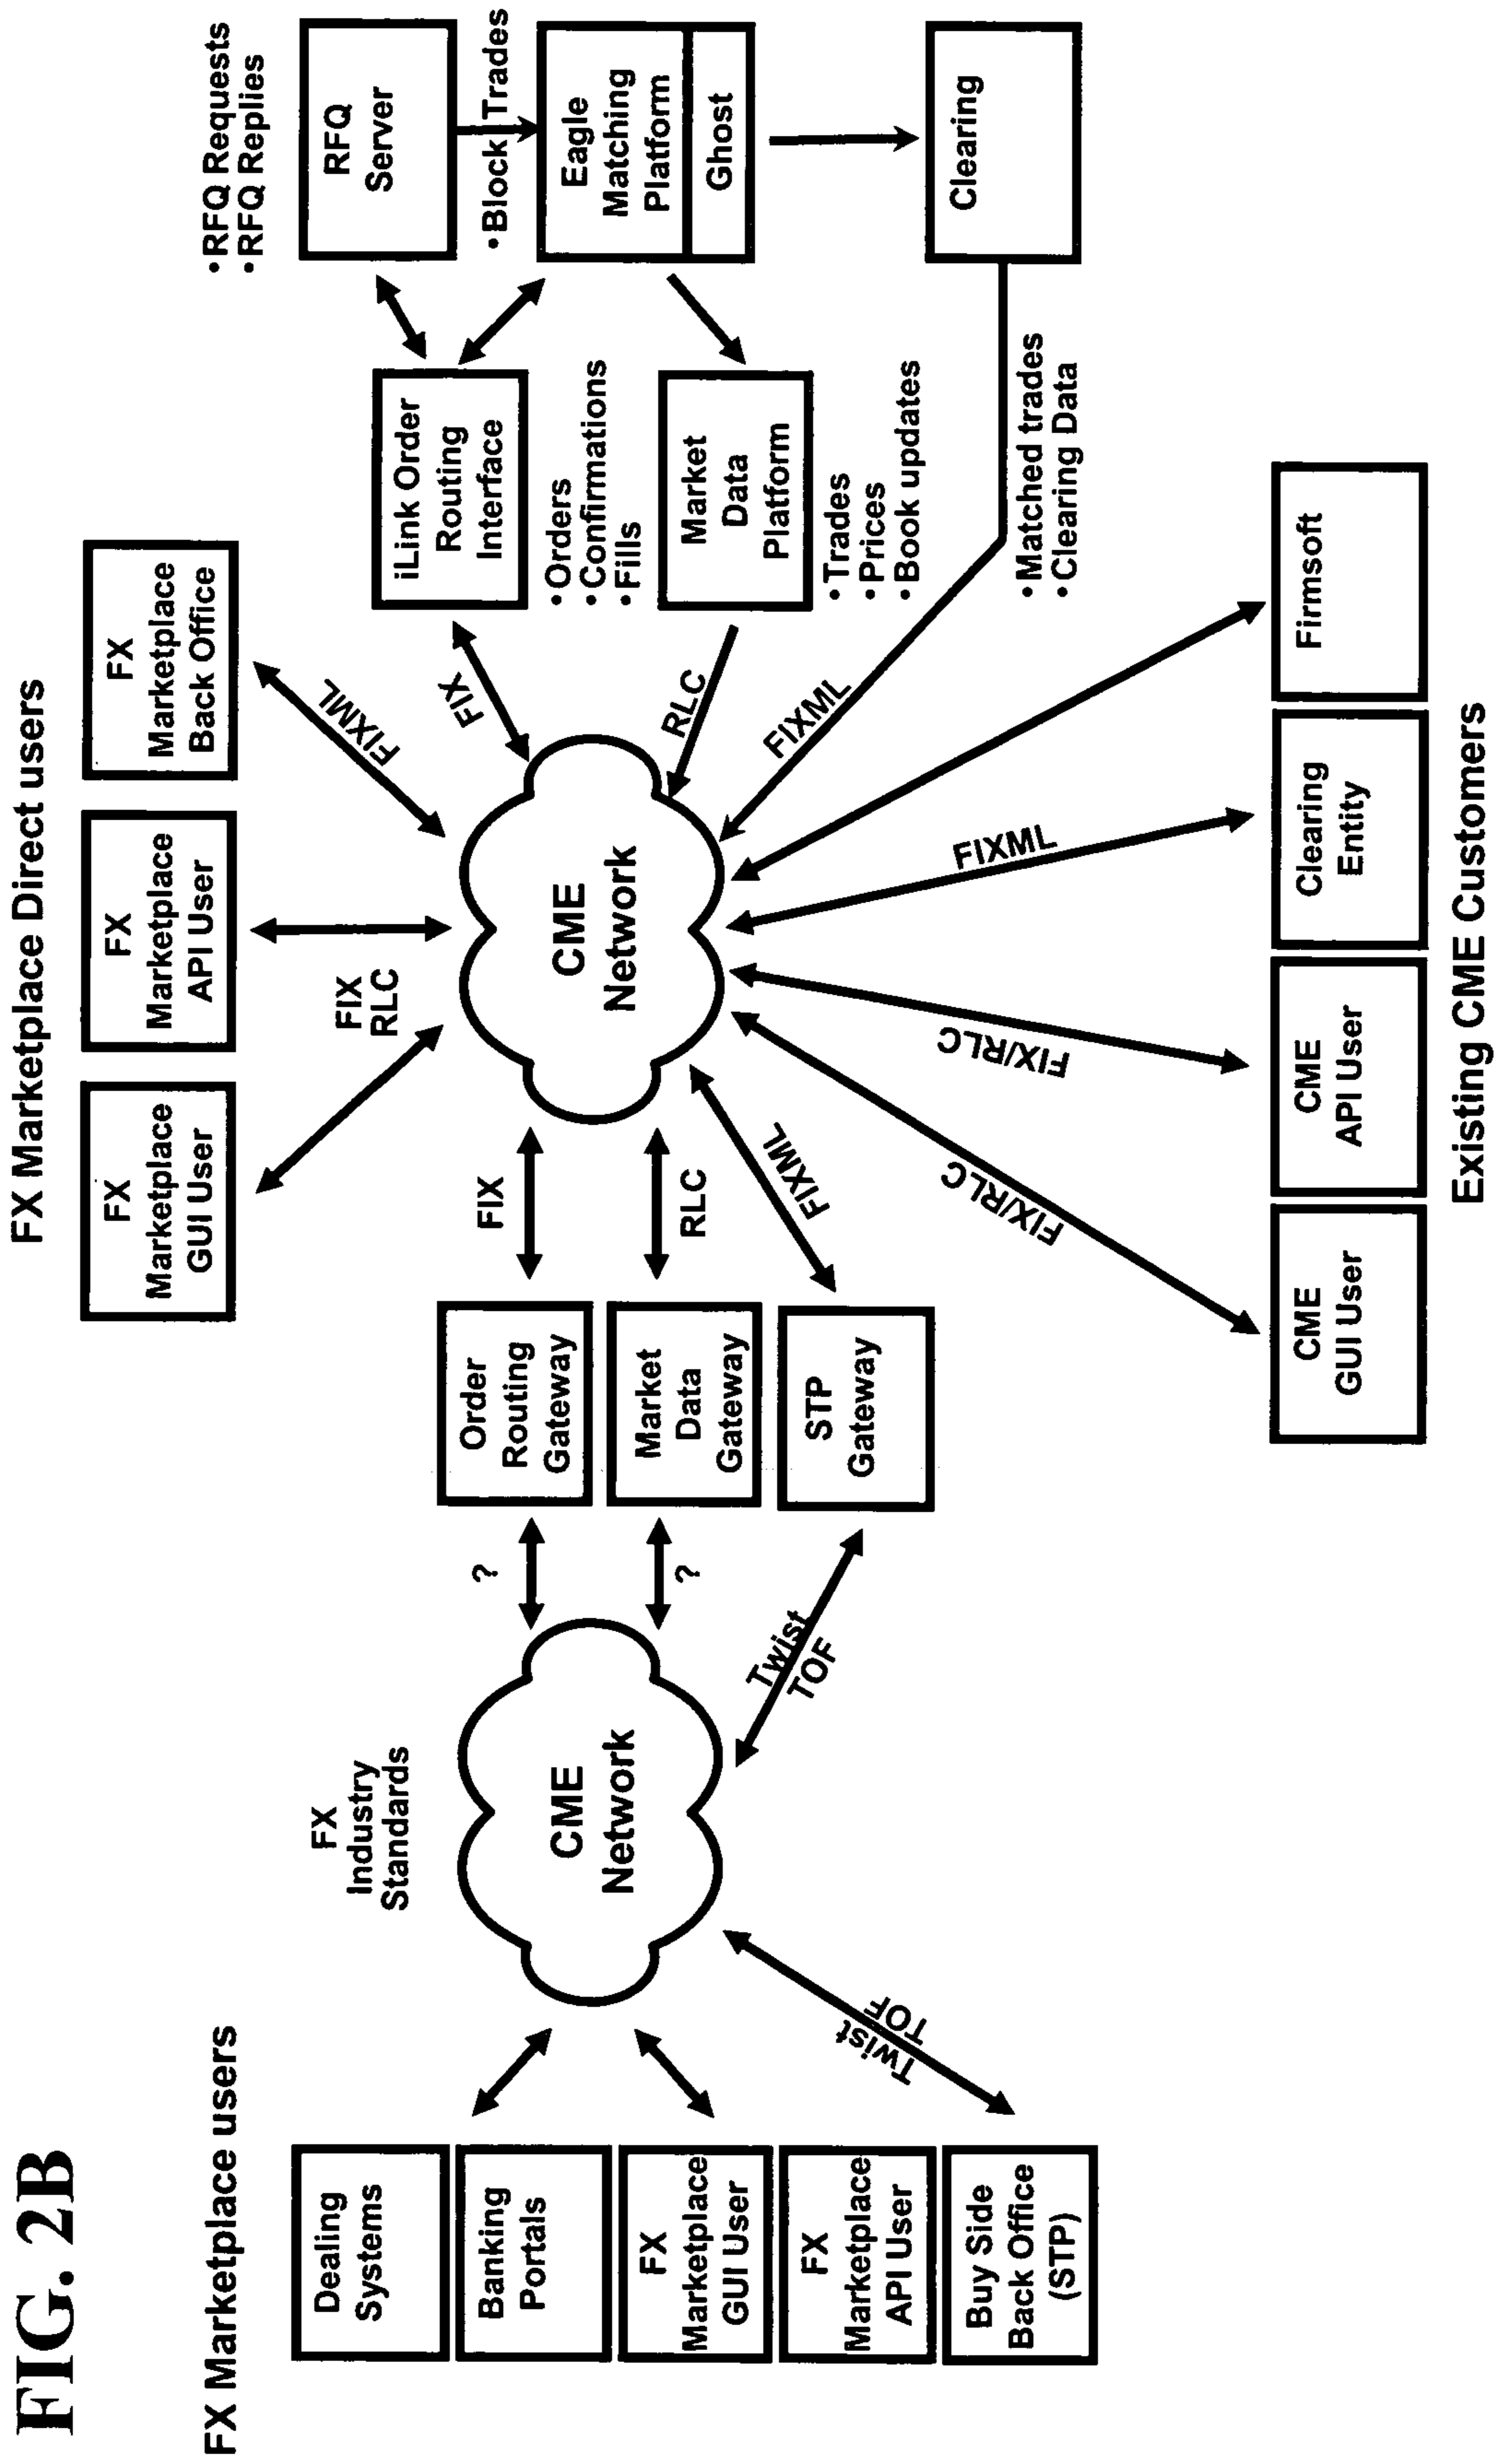 FIG. 2B
FX Marketplace users
Dealing
Systems
Banking
Portals
FX
Marketplace
GUI User
FX
Marketplace
API User
Buy Side
Back Office
(STP)
Twist
TOF
FX
Industry
Standards
CME
Network
?
?
Twist
TOF
Order
Routing
Gateway
Market
Data
Gateway
STP
Gateway
FIX
RLC
FIXML
FX Marketplace Direct users
FX
Marketplace
GUI User
FX
Marketplace
API User
FX
Marketplace
Back Office
FIX
RLC
FIXML
CME
Network
FIX
RLC
FIXML
iLink Order
Routing
Interface
•Orders
•Confirmations
•Fills
Market
Data
Platform
•Trades
•Prices
•Book updates
•Matched trades
•Clearing Data
•RFQ Requests
•RFQ Replies
RFQ
Server
•Block Trades
Eagle
Matching
Platform
Ghost
Clearing
FIX/RLC
FIX/RLC
FIXML
CME
GUI User
CME
API User
Clearing
Entity
Firmsoft
Existing CME Customers